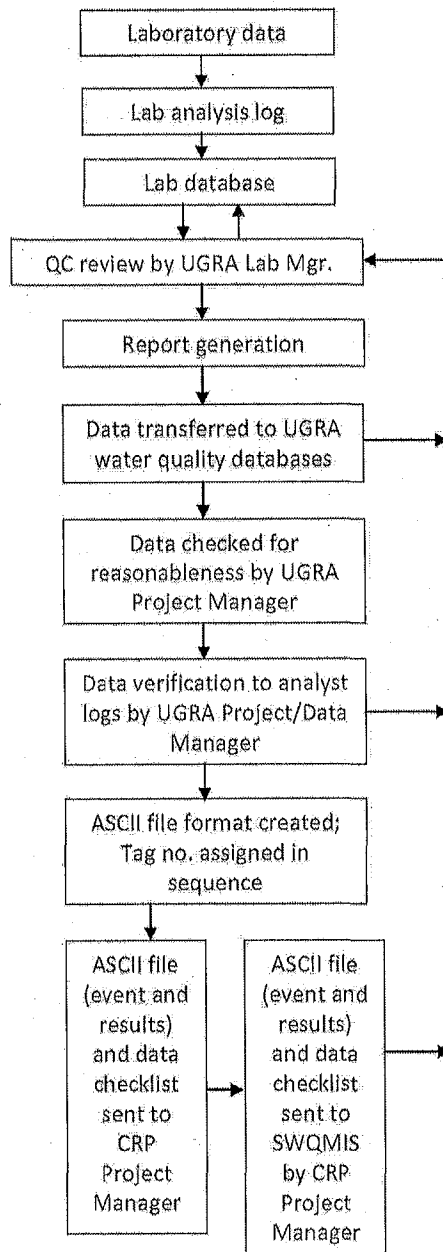 Laboratory data
Lab analysis log
Lab database
QC review by UGRA Lab Mgr.
Report generation
Data transferred to UGRA
water quality databases
Data checked for
reasonableness by UGRA
Project Manager
Data verification to analyst
logs by UGRA Project/Data
Manager
ASCII file format created;
Tag no. assigned in
sequence
ASCII file
(event and
results)
and data
checklist
sent to
CRP
Project
Manager
ASCII file
(event and
results)
and data
checklist
sent to
SWQMIS
by CRP
Project
Manager